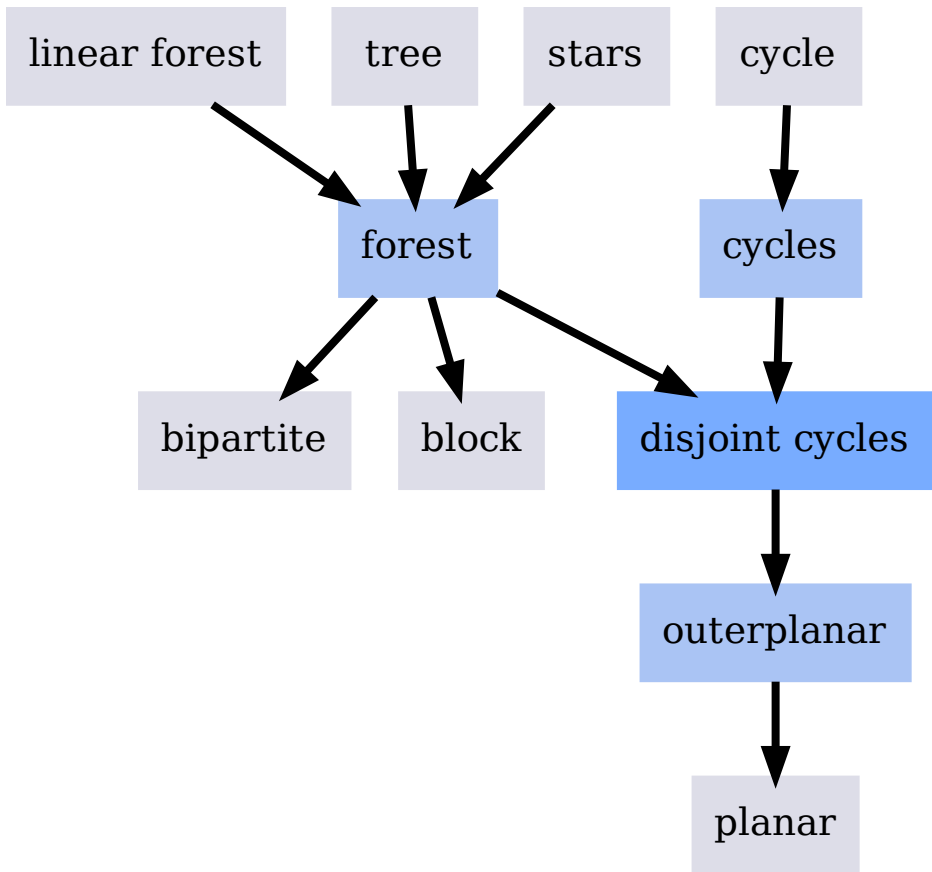 linear forest
tree
stars
cycle
forest
cycles
bipartite
block
disjoint cycles
outerplanar
planar